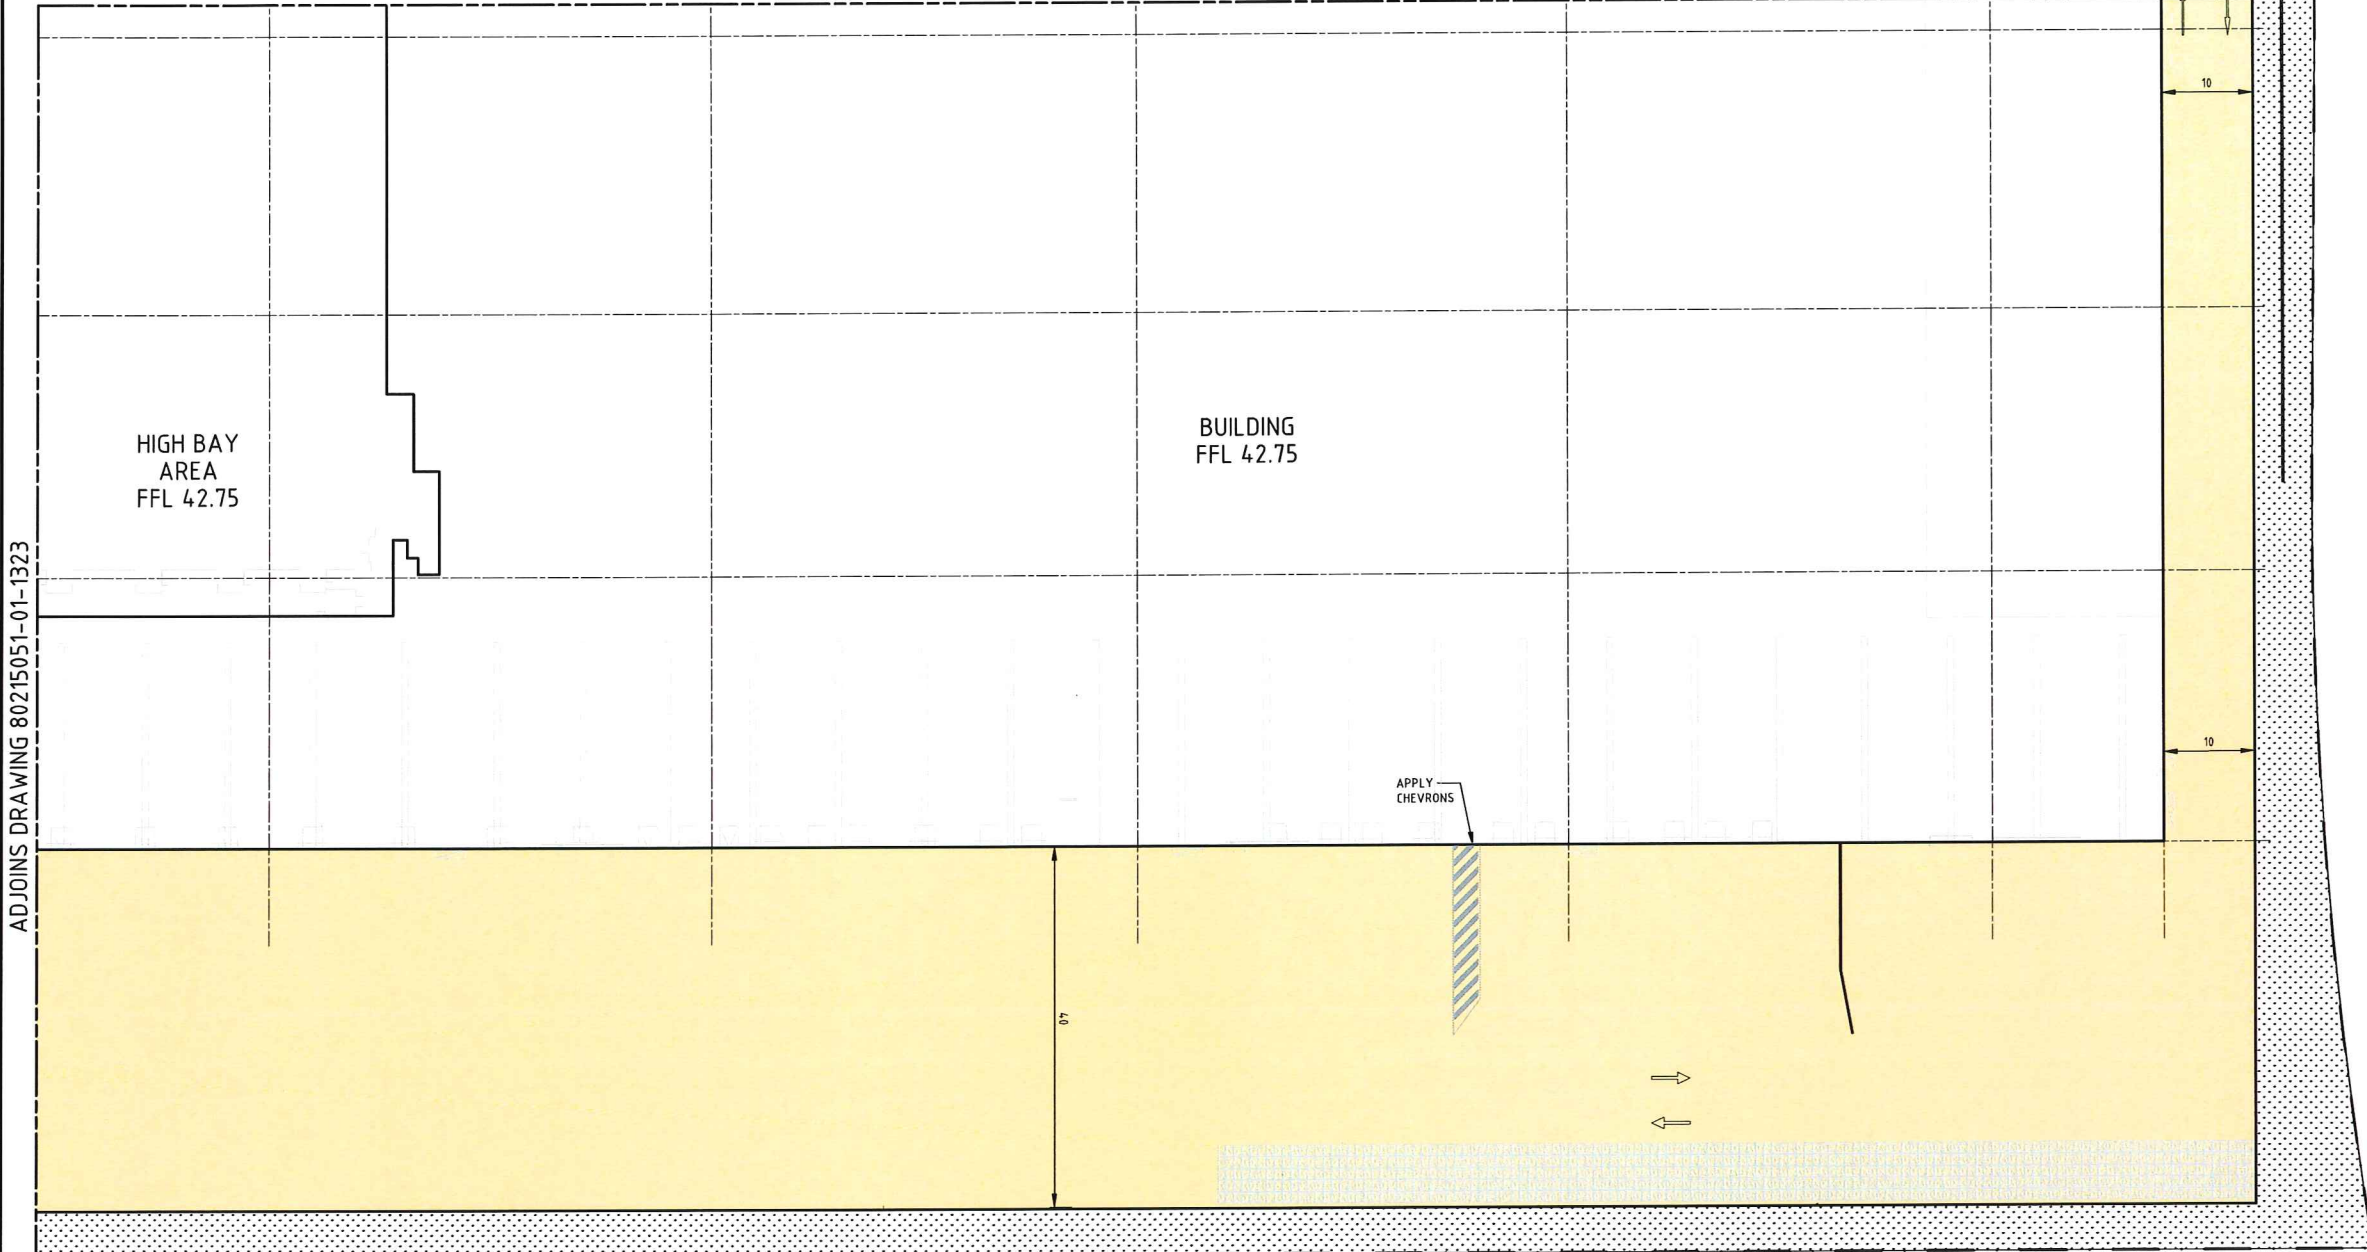 10
HIGH BAY
AREA
FFL 42.75
BUILDING
FFL 42.75
ADJOINS DRAWING 80215051-01-1323
10
APPLY
CHEVRONS
40